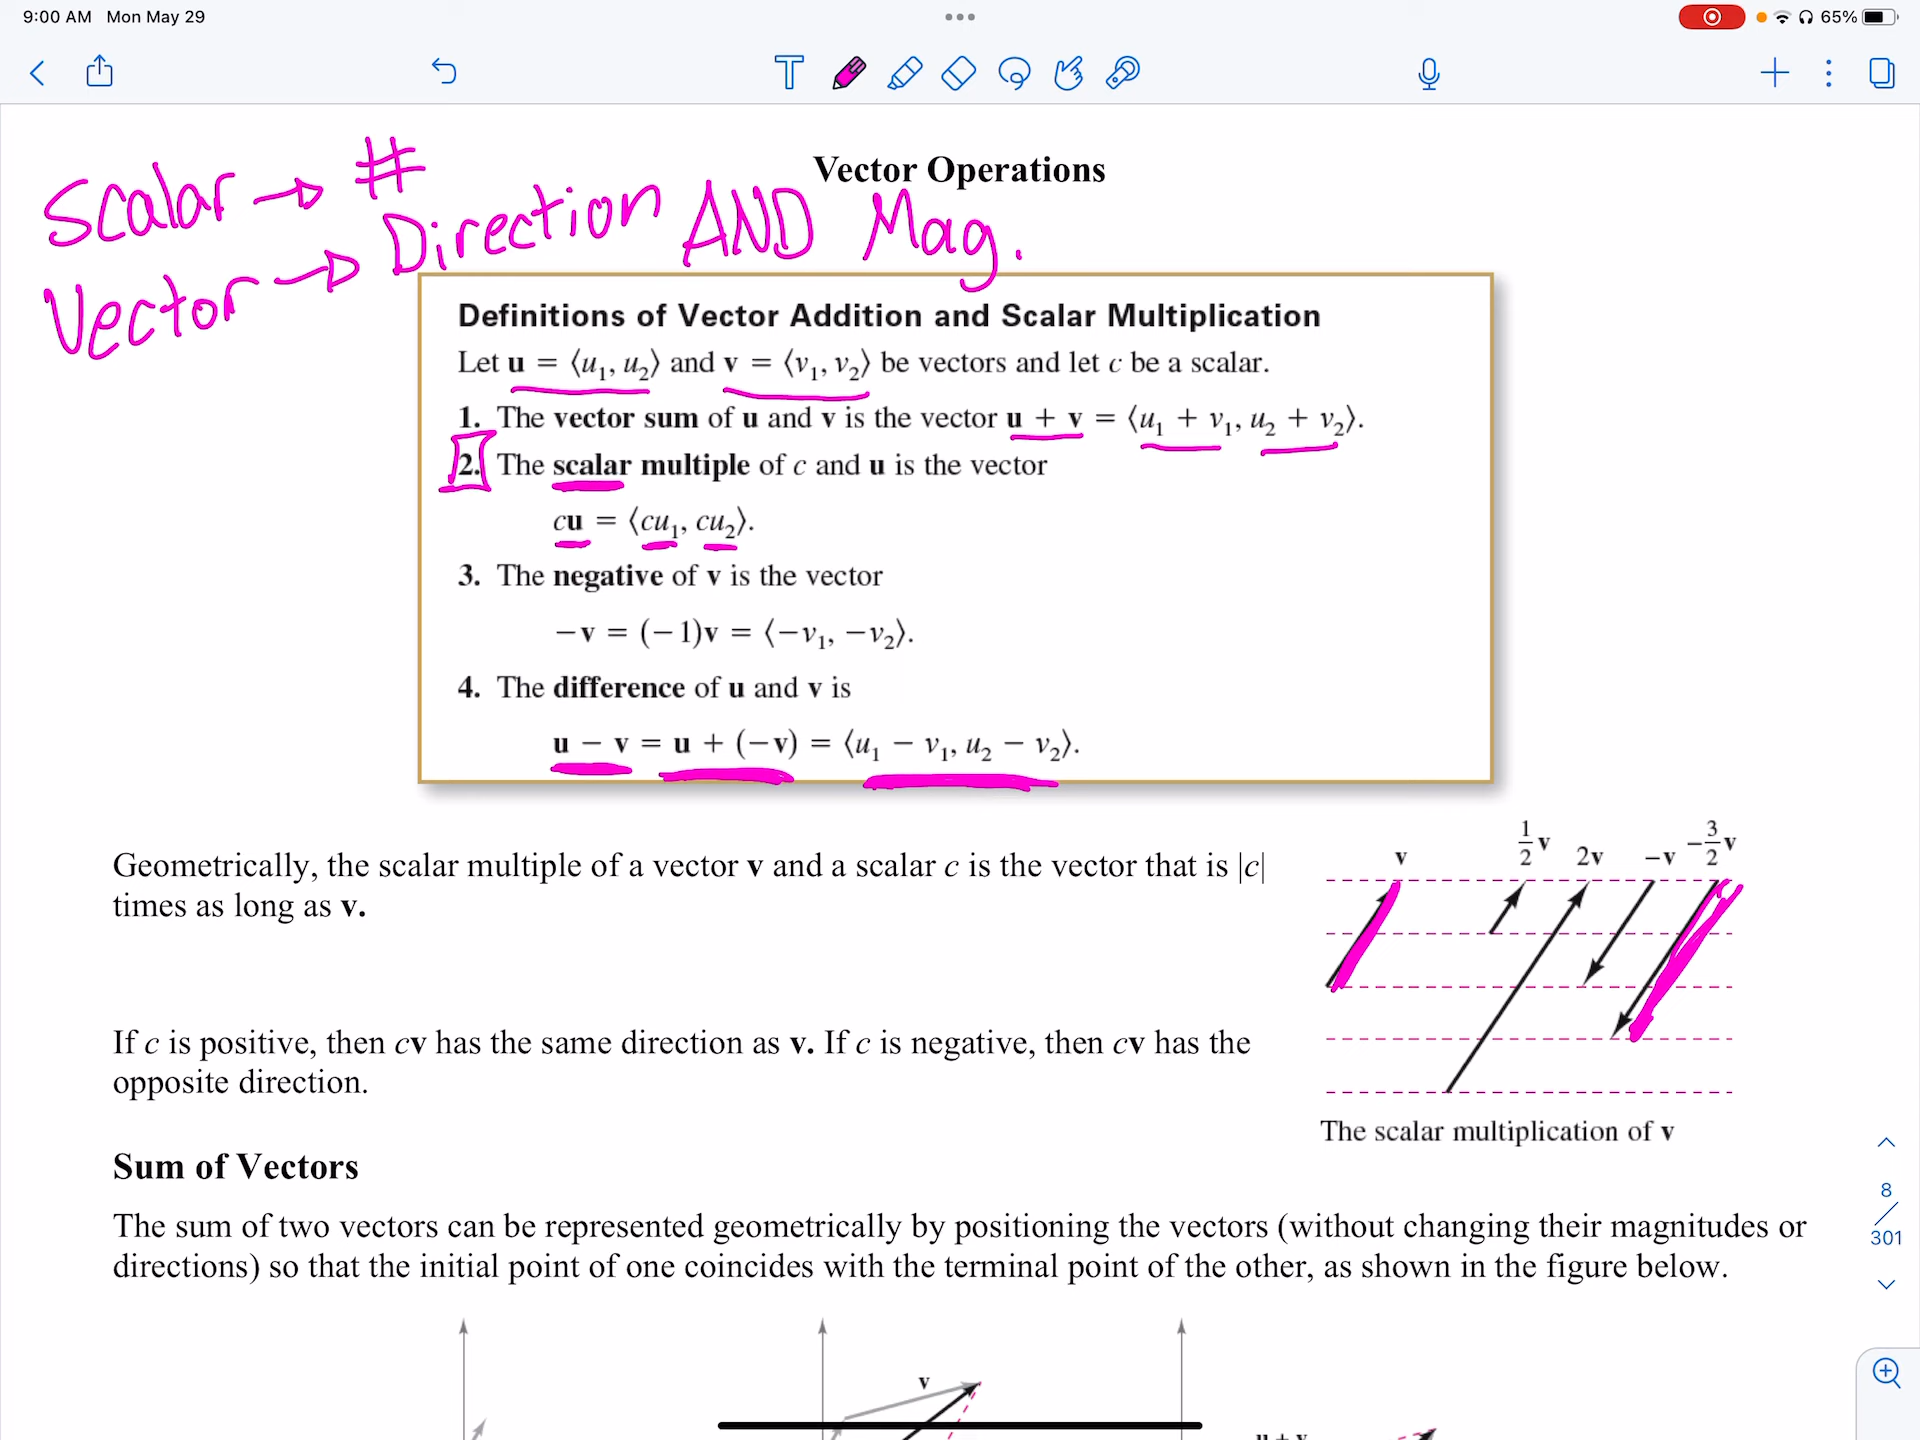 9:00 AM Mon May 29
65%
Scalar → #
Vector → Direction AND Mag.
Vector Operations
Definitions of Vector Addition and Scalar Multiplication
Let u = ⟨u₁, u₂⟩ and v = ⟨v₁, v₂⟩ be vectors and let c be a scalar.
1. The vector sum of u and v is the vector u + v = ⟨u₁ + v₁, u₂ + v₂⟩.
2. The scalar multiple of c and u is the vector
cu = ⟨cu₁, cu₂⟩.
3. The negative of v is the vector
−v = (−1)v = ⟨−v₁, −v₂⟩.
4. The difference of u and v is
u − v = u + (−v) = ⟨u₁ − v₁, u₂ − v₂⟩.
Geometrically, the scalar multiple of a vector v and a scalar c is the vector that is |c|
times as long as v.
v ½v 2v −v −3/2 v
If c is positive, then cv has the same direction as v. If c is negative, then cv has the
opposite direction.
The scalar multiplication of v
Sum of Vectors
The sum of two vectors can be represented geometrically by positioning the vectors (without changing their magnitudes or
directions) so that the initial point of one coincides with the terminal point of the other, as shown in the figure below.
8
/
301
v
u + v